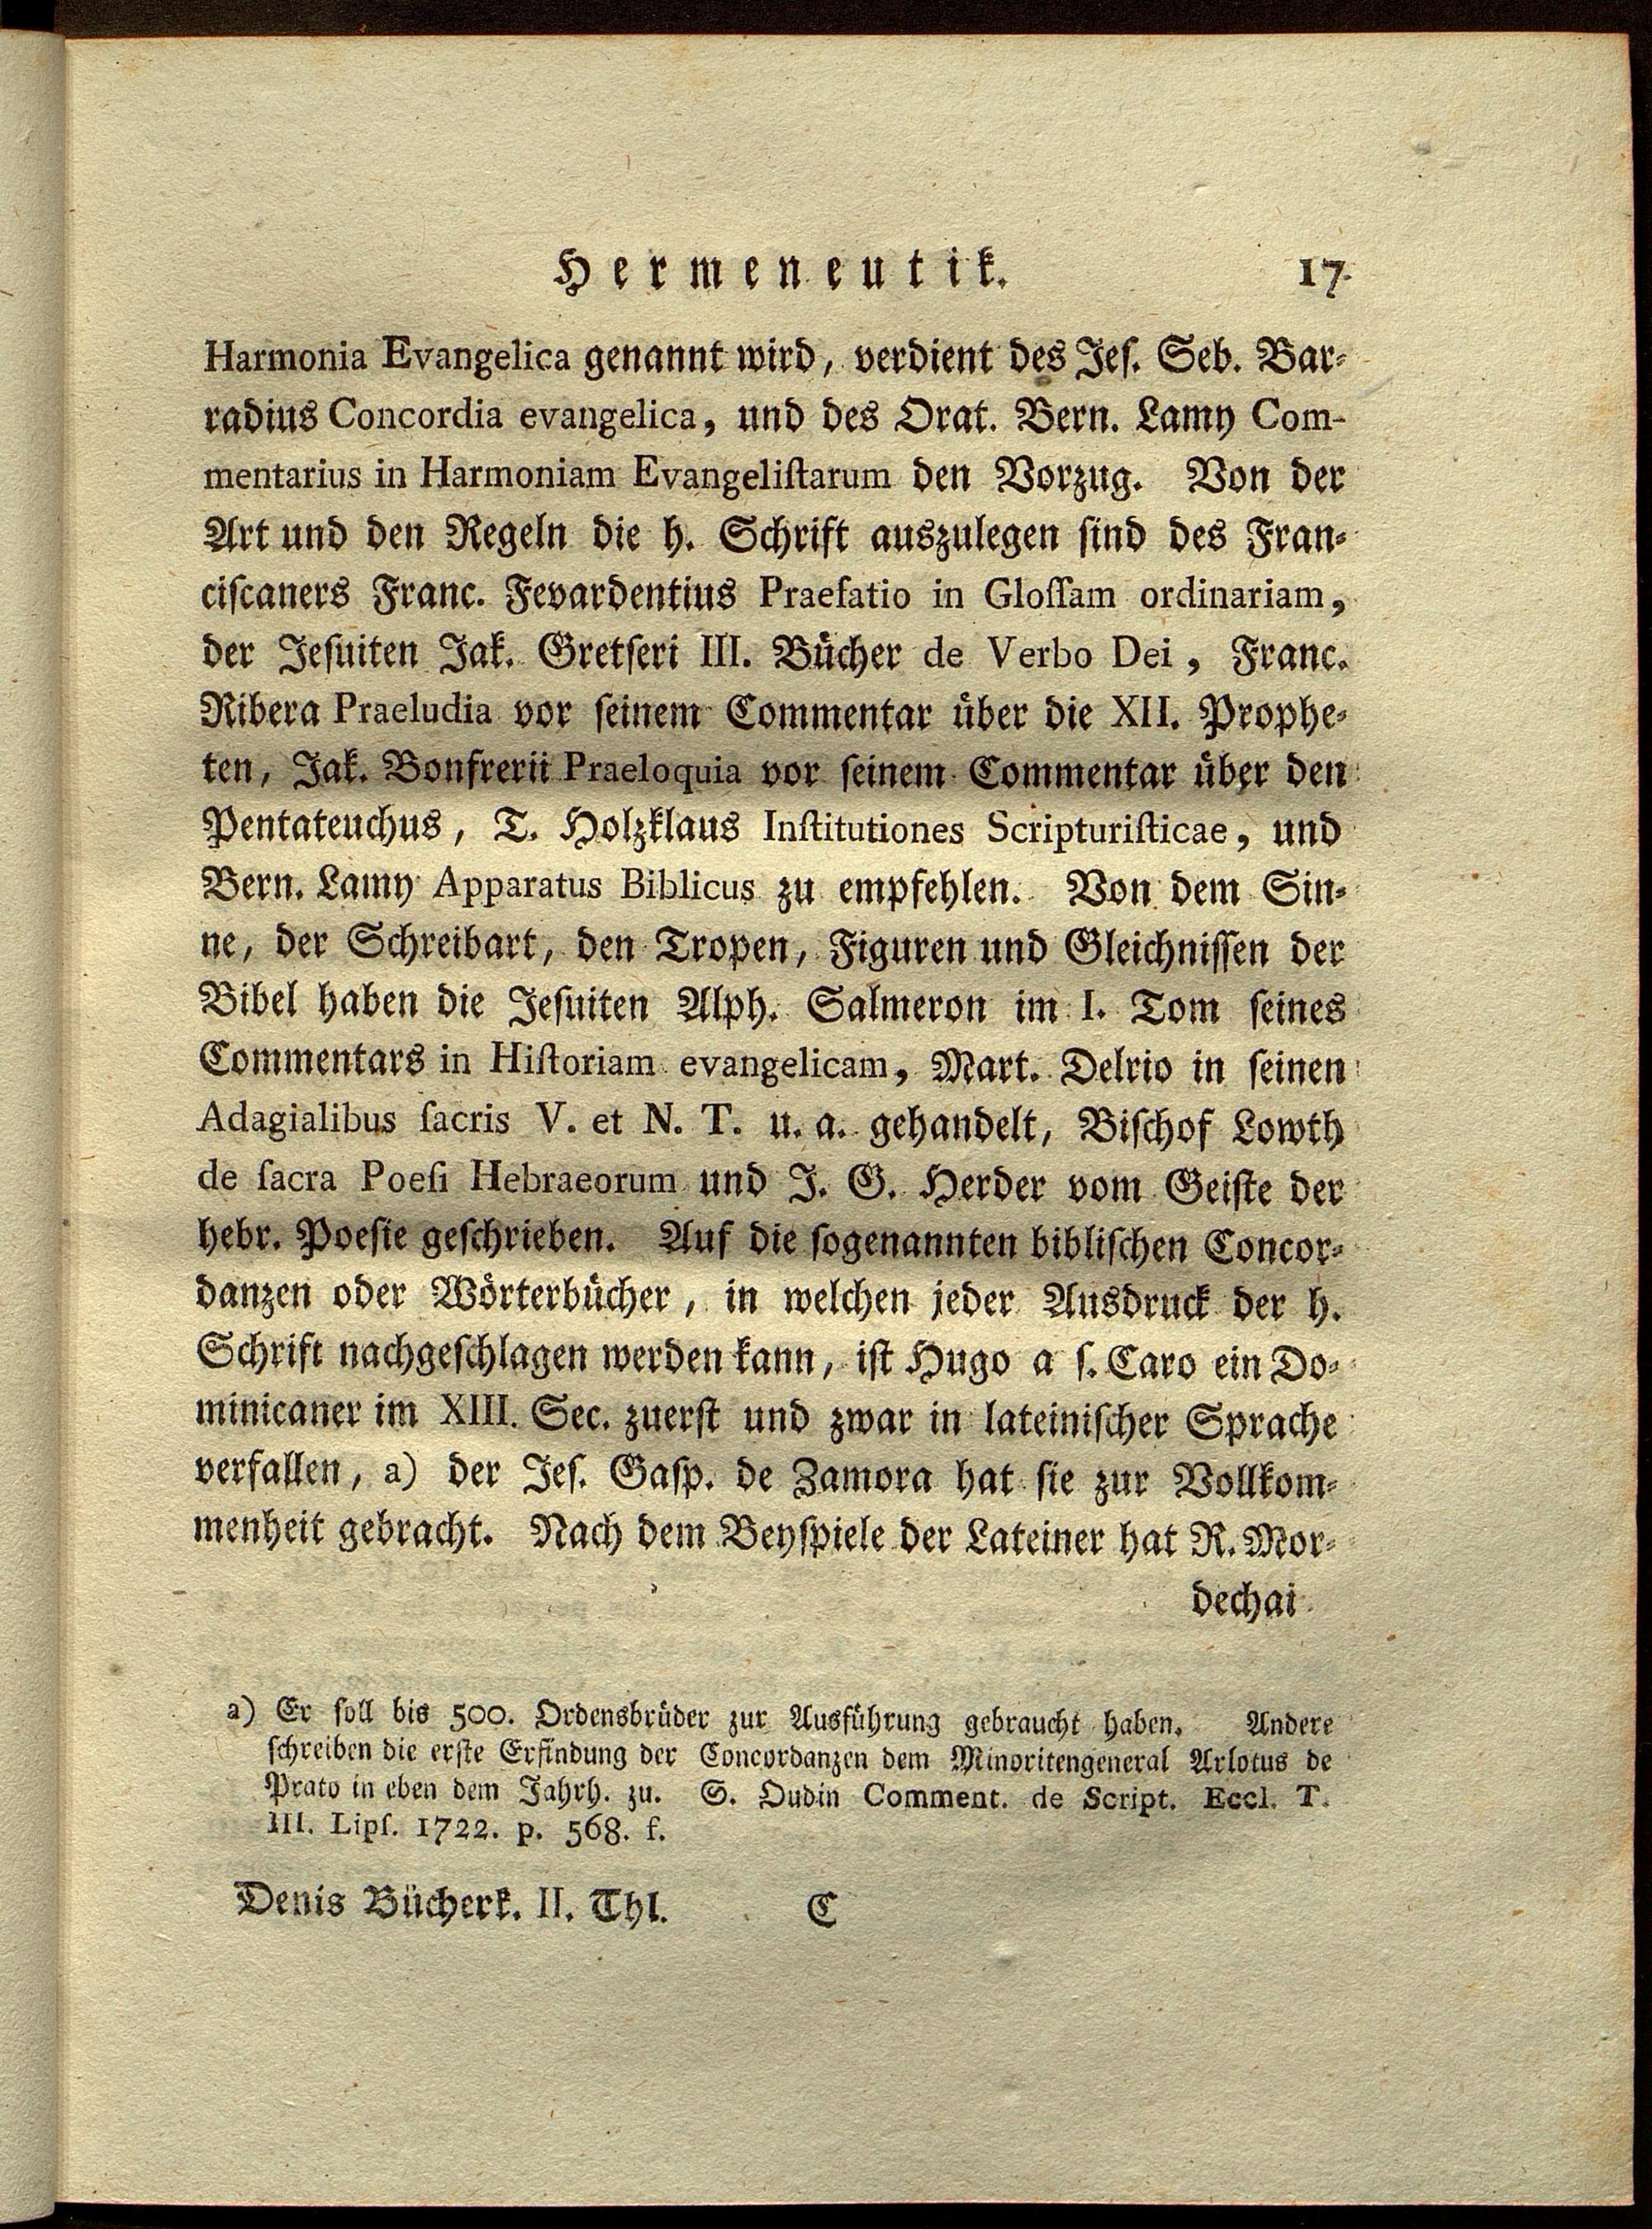 Hermeneutik. 17
Harmonia Evangelica genannt wird, verdient des Jeſ. Seb. Bar-
radius Concordia evangelica, und des Orat. Bern. Lamy Com-
mentarius in Harmoniam Evangeliſtarum den Vorzug. Von der
Art und den Regeln die h. Schrift auszulegen ſind des Fran-
ciſcaners Franc. Fevardentius Praefatio in Gloſſam ordinariam,
der Jeſuiten Jak. Gretſeri III. Bücher de Verbo Dei, Franc.
Ribera Praeludia vor ſeinem Commentar über die XII. Prophe-
ten, Jak. Bonfrerii Praeloquia vor ſeinem Commentar über den
Pentateuchus, T. Holzklaus Inſtitutiones Scripturiſticae, und
Bern. Lamy Apparatus Biblicus zu empfehlen. Von dem Sin-
ne, der Schreibart, den Tropen, Figuren und Gleichniſſen der
Bibel haben die Jeſuiten Alph. Salmeron im I. Tom ſeines
Commentars in Hiſtoriam evangelicam, Mart. Delrio in ſeinen
Adagialibus ſacris V. et N. T. u. a. gehandelt, Biſchof Lowth
de ſacra Poeſi Hebraeorum und J. G. Herder vom Geiſte der
hebr. Poeſie geſchrieben. Auf die ſogenannten bibliſchen Concor-
danzen oder Wörterbücher, in welchen jeder Ausdruck der h.
Schrift nachgeſchlagen werden kann, iſt Hugo a ſ. Caro ein Do-
minicaner im XIII. Sec. zuerſt und zwar in lateiniſcher Sprache
verfallen, a) der Jeſ. Gaſp. de Zamora hat ſie zur Vollkom-
menheit gebracht. Nach dem Beyſpiele der Lateiner hat R. Mor-
dechai
a) Er ſoll bis 500. Ordensbrüder zur Ausführung gebraucht haben. Andere
ſchreiben die erſte Erfindung der Concordanzen dem Minoritengeneral Arlotus de
Prato in eben dem Jahrh. zu. S. Oudin Comment. de Script. Eccl. T.
III. Lipſ. 1722. p. 568. f.
Denis Bücherk. II. Thl. C